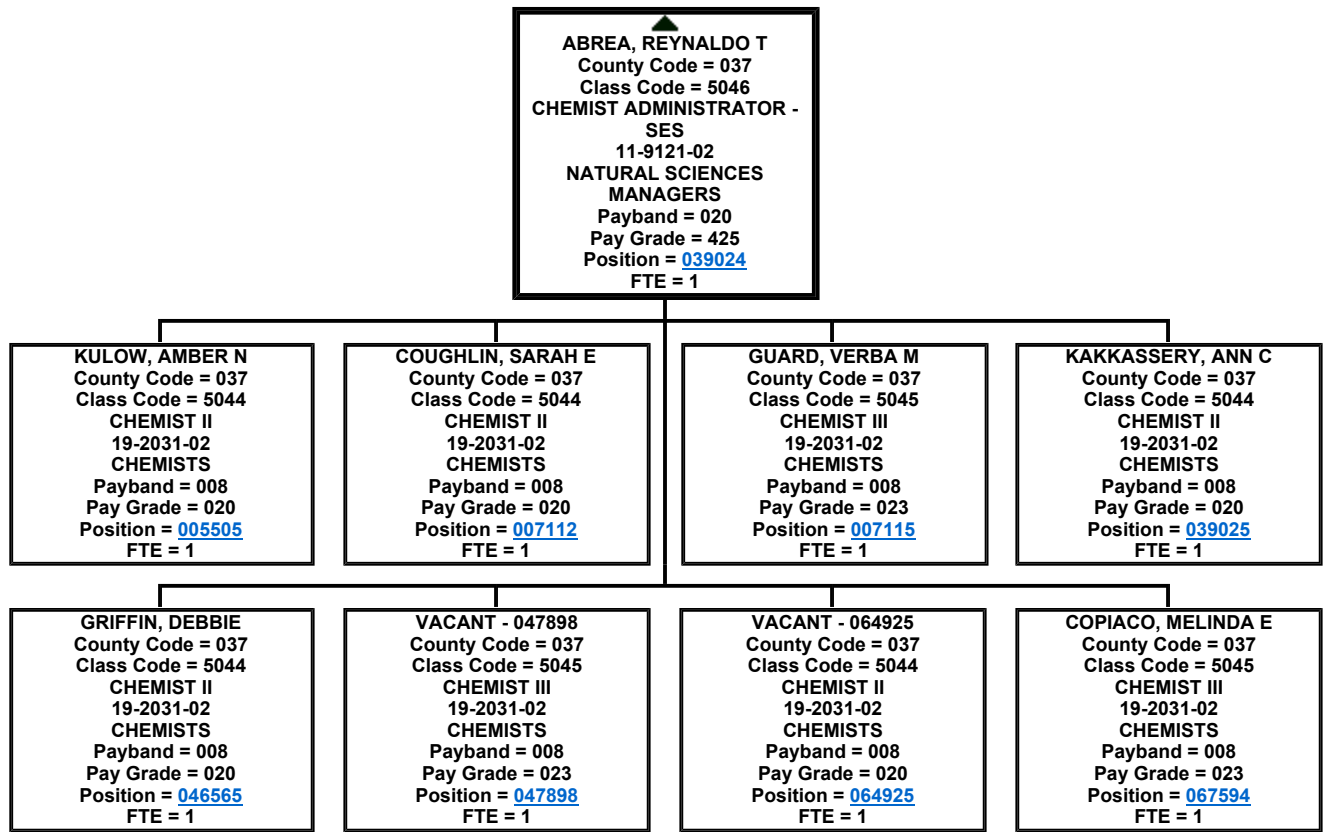 ABREA, REYNALDO T
County Code = 037
Class Code = 5046
CHEMIST ADMINISTRATOR -
SES
11-9121-02
NATURAL SCIENCES
MANAGERS
Payband = 020
Pay Grade = 425
Position = 039024
FTE = 1
KULOW, AMBER N
County Code = 037
Class Code = 5044
CHEMIST II
19-2031-02
CHEMISTS
Payband = 008
Pay Grade = 020
Position = 005505
FTE = 1
COUGHLIN, SARAH E
County Code = 037
Class Code = 5044
CHEMIST II
19-2031-02
CHEMISTS
Payband = 008
Pay Grade = 020
Position = 007112
FTE = 1
GUARD, VERBA M
County Code = 037
Class Code = 5045
CHEMIST III
19-2031-02
CHEMISTS
Payband = 008
Pay Grade = 023
Position = 007115
FTE = 1
KAKKASSERY, ANN C
County Code = 037
Class Code = 5044
CHEMIST II
19-2031-02
CHEMISTS
Payband = 008
Pay Grade = 020
Position = 039025
FTE = 1
GRIFFIN, DEBBIE
County Code = 037
Class Code = 5044
CHEMIST II
19-2031-02
CHEMISTS
Payband = 008
Pay Grade = 020
Position = 046565
FTE = 1
VACANT - 047898
County Code = 037
Class Code = 5045
CHEMIST III
19-2031-02
CHEMISTS
Payband = 008
Pay Grade = 023
Position = 047898
FTE = 1
VACANT - 064925
County Code = 037
Class Code = 5044
CHEMIST II
19-2031-02
CHEMISTS
Payband = 008
Pay Grade = 020
Position = 064925
FTE = 1
COPIACO, MELINDA E
County Code = 037
Class Code = 5045
CHEMIST III
19-2031-02
CHEMISTS
Payband = 008
Pay Grade = 023
Position = 067594
FTE = 1